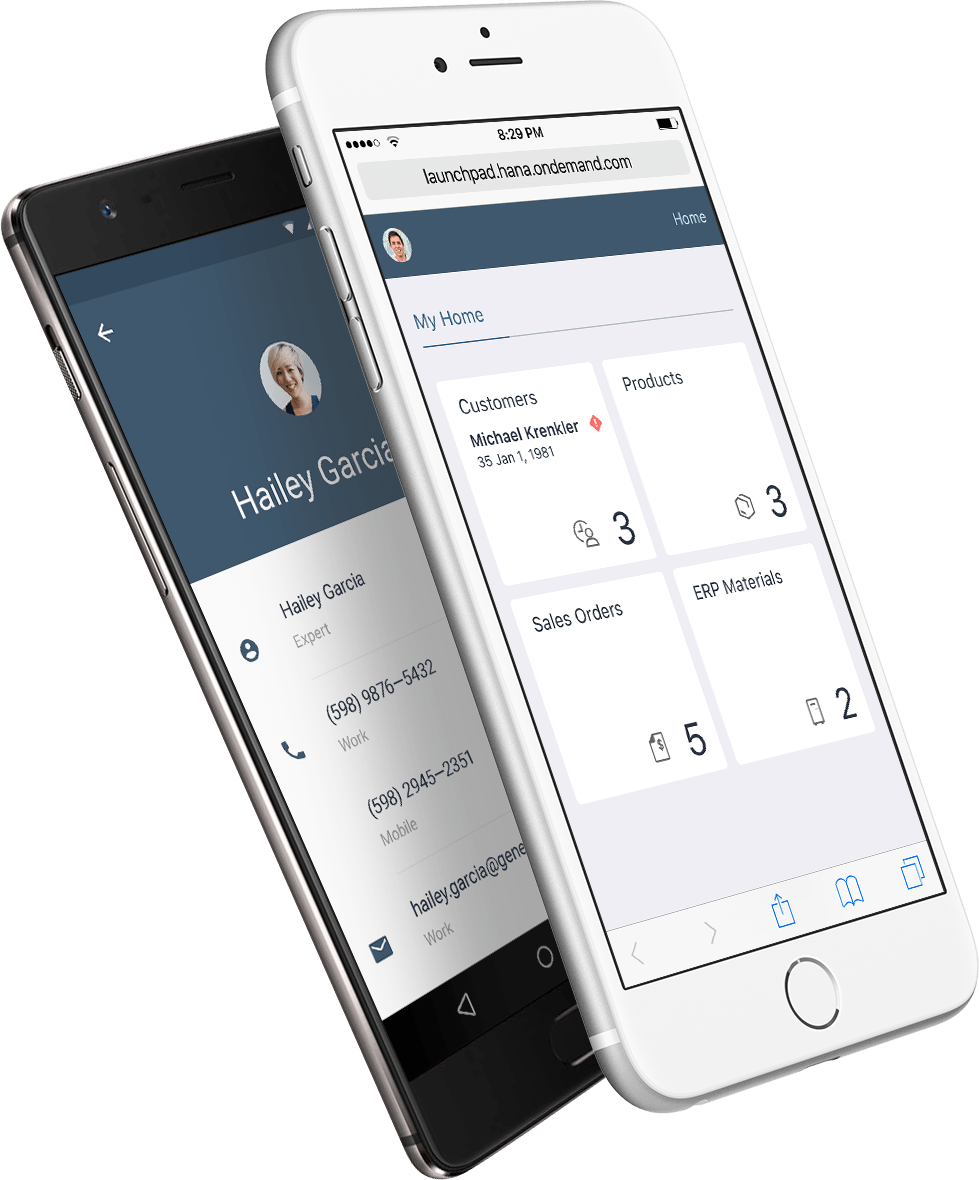 Hailey Garcia
Hailey Garcia
Expert
(598) 9876–5432
Work
(598) 2945–2351
Mobile
hailey.garcia@gene
Work
8:29 PM
launchpad.hana.ondemand.com
Home
My Home
Customers
Michael Krenkler
35 Jan 1, 1981
3
Products
3
Sales Orders
5
ERP Materials
2